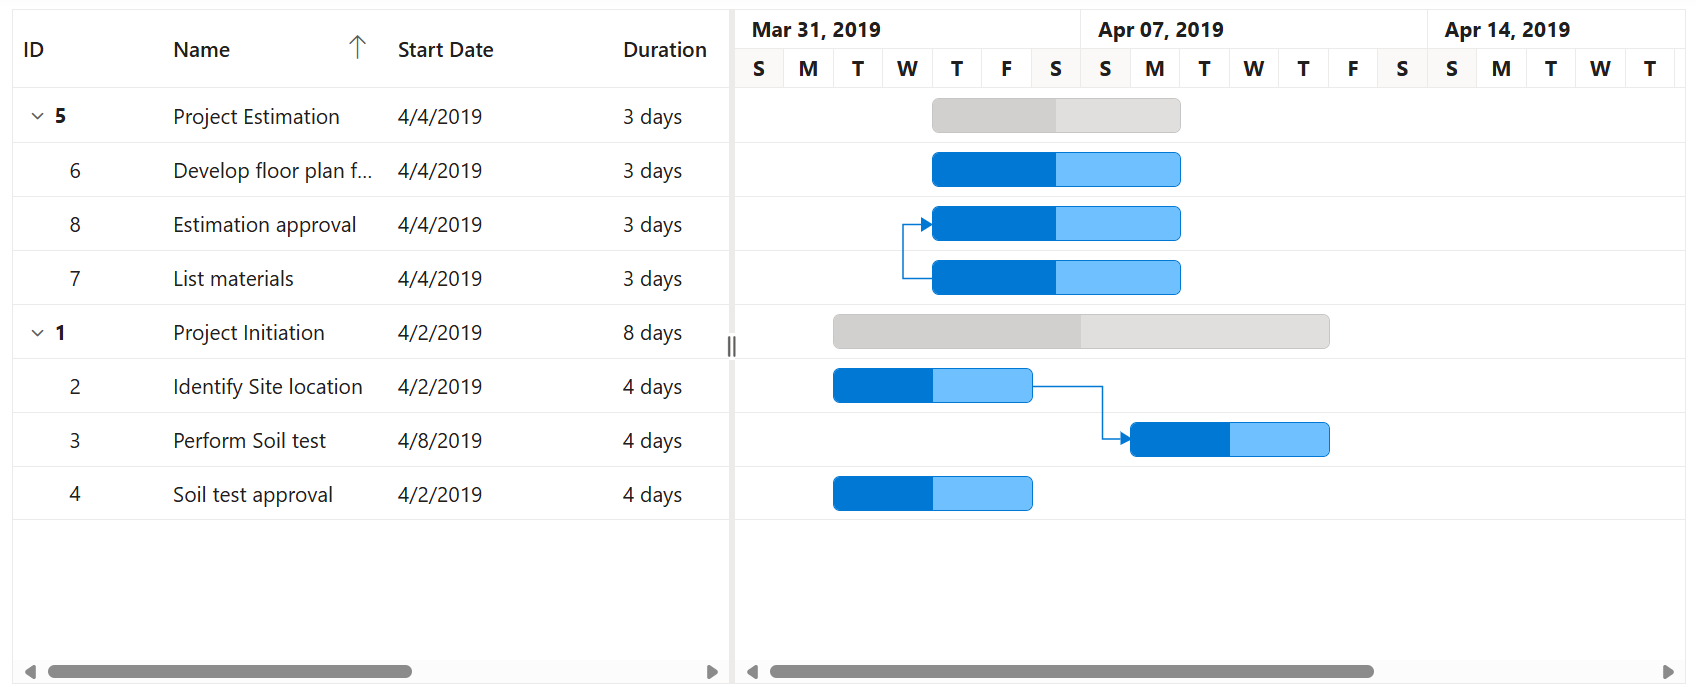 ID Name Start Date Duration
5 Project Estimation 4/4/2019 3 days
6 Develop floor plan f... 4/4/2019 3 days
8 Estimation approval 4/4/2019 3 days
7 List materials 4/4/2019 3 days
1 Project Initiation 4/2/2019 8 days
2 Identify Site location 4/2/2019 4 days
3 Perform Soil test 4/8/2019 4 days
4 Soil test approval 4/2/2019 4 days
Mar 31, 2019 Apr 07, 2019 Apr 14, 2019
S M T W T F S S M T W T F S S M T W T